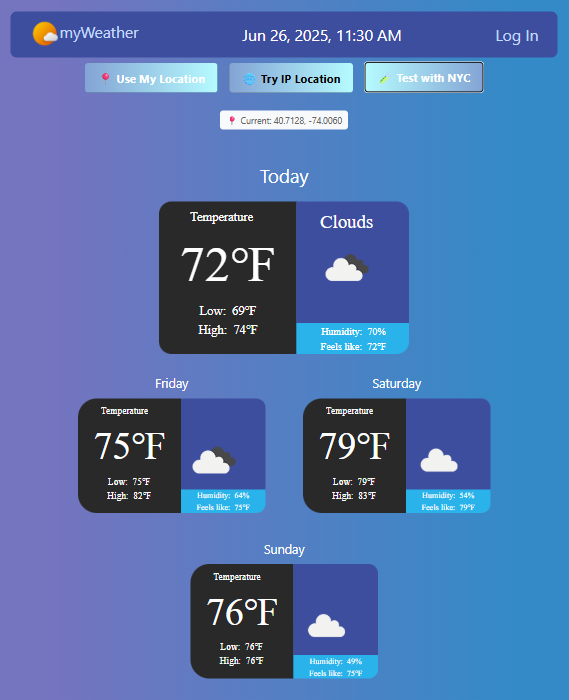 myWeather
Jun 26, 2025, 11:30 AM
Log In
Use My Location
Try IP Location
Test with NYC
Current: 40.7128, -74.0060
Today
Temperature
72°F
Low: 69°F
High: 74°F
Clouds
Humidity: 70%
Feels like: 72°F
Friday
Temperature
75°F
Low: 75°F
High: 82°F
Humidity: 64%
Feels like: 75°F
Saturday
Temperature
79°F
Low: 79°F
High: 83°F
Humidity: 54%
Feels like: 79°F
Sunday
Temperature
76°F
Low: 76°F
High: 76°F
Humidity: 49%
Feels like: 75°F